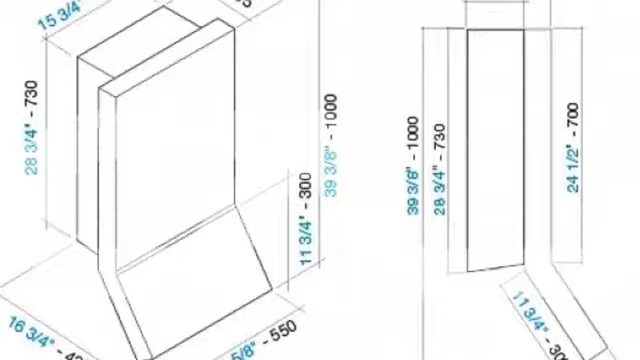 15 3/4"
28 3/4" - 730
39 3/8" - 1000
11 3/4" - 300
16 3/4" -
5/8" - 550
39 3/8" - 1000
28 3/4" - 730
24 1/2" - 700
11 3/4" -